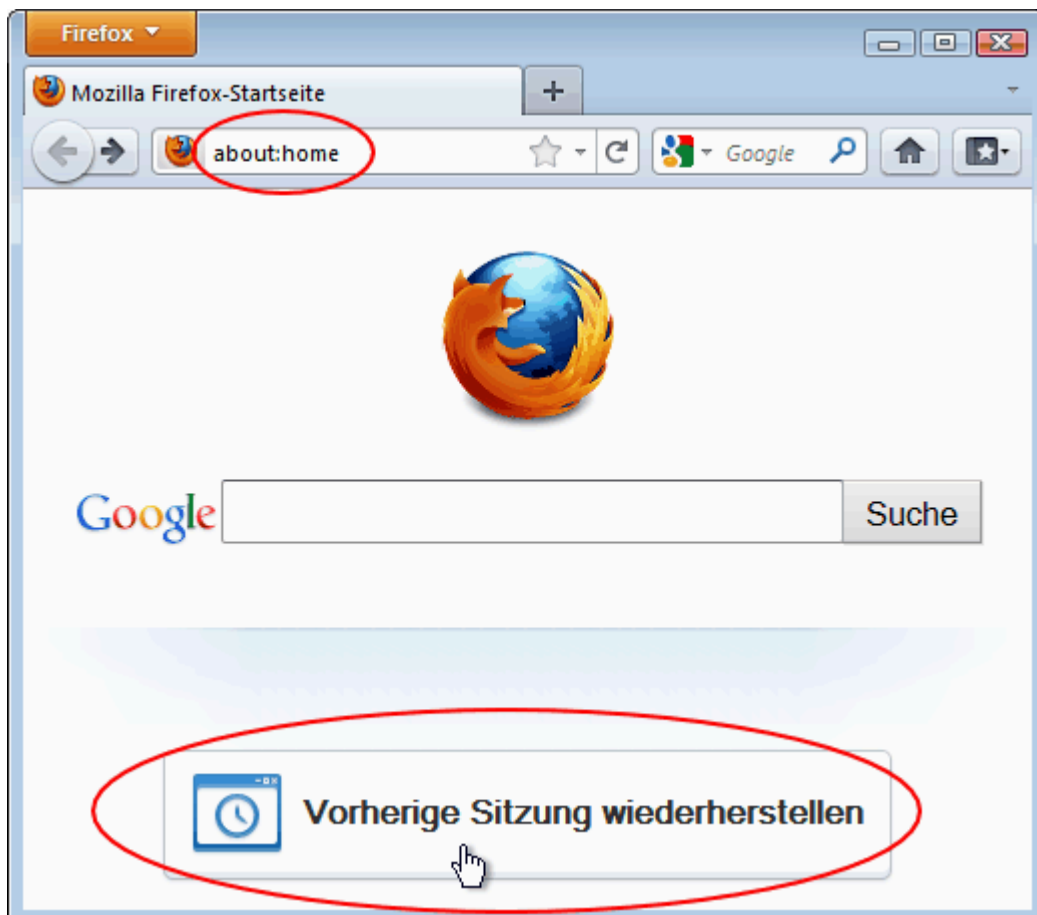 Firefox
Mozilla Firefox-Startseite
about:home
Google
Google
Suche
Vorherige Sitzung wiederherstellen